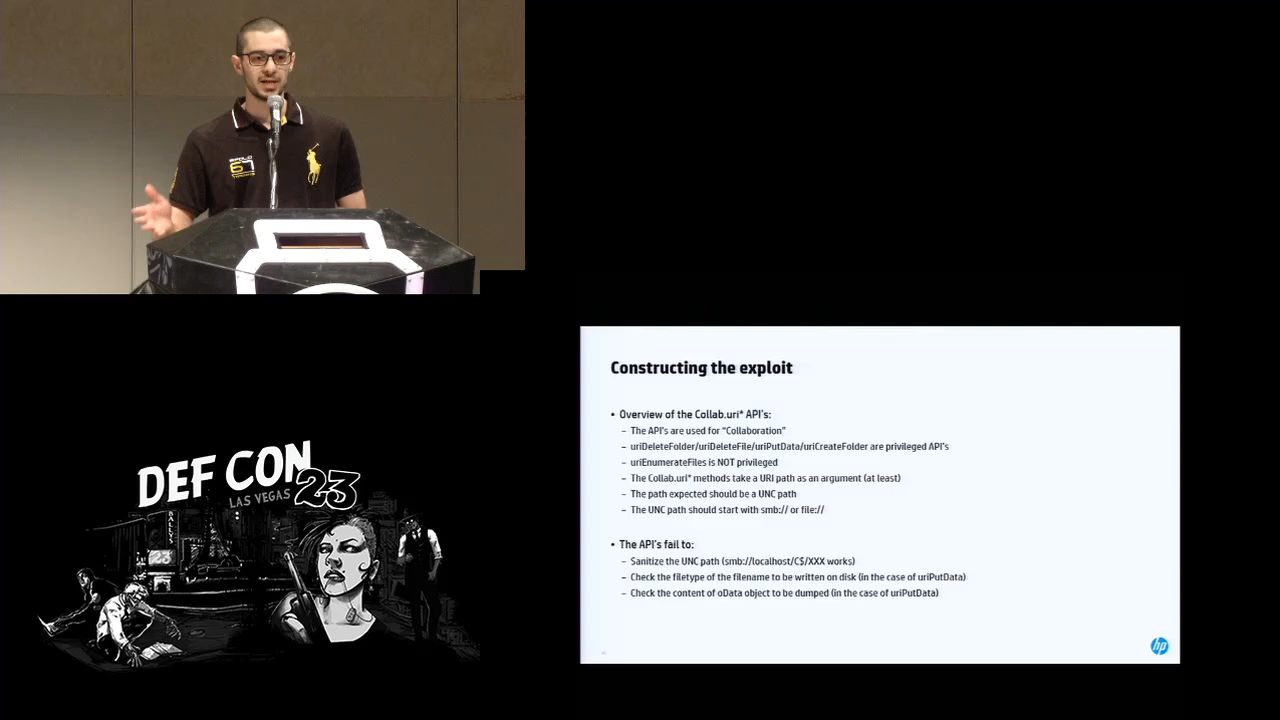 67
DEF CON
LAS VEGAS 23
BALLYS
Constructing the exploit
• Overview of the Collab.uri* API's:
– The API's are used for “Collaboration”
– uriDeleteFolder/uriDeleteFile/uriPutData/uriCreateFolder are privileged API's
– uriEnumerateFiles is NOT privileged
– The Collab.uri* methods take a URI path as an argument (at least)
– The path expected should be a UNC path
– The UNC path should start with smb:// or file://
• The API's fail to:
– Sanitize the UNC path (smb://localhost/C$/XXX works)
– Check the filetype of the filename to be written on disk (in the case of uriPutData)
– Check the content of oData object to be dumped (in the case of uriPutData)
hp